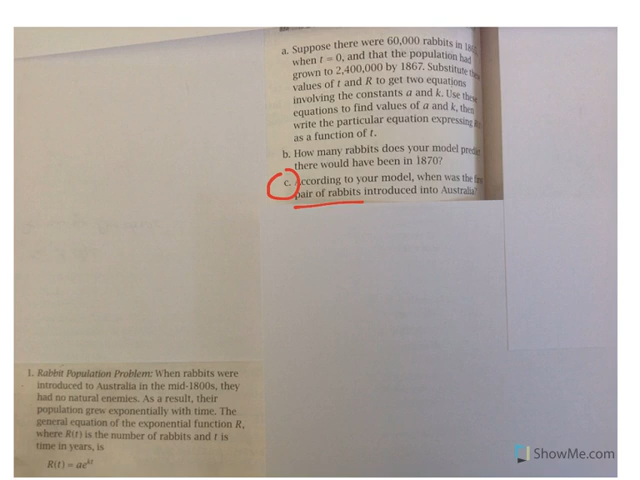 a. Suppose there were 60,000 rabbits in
when t = 0, and that the population had
grown to 2,400,000 by 1867. Substitute
values of t and R to get two equations
involving the constants a and k. Use these
equations to find values of a and k, then
write the particular equation expressing
as a function of t.
b. How many rabbits does your model predict
there would have been in 1870?
c. According to your model, when was the
pair of rabbits introduced into Australia?
1. Rabbit Population Problem: When rabbits were
introduced to Australia in the mid-1800s, they
had no natural enemies. As a result, their
population grew exponentially with time. The
general equation of the exponential function R,
where R(t) is the number of rabbits and t is
time in years, is
R(t) = ae^kt
ShowMe.com